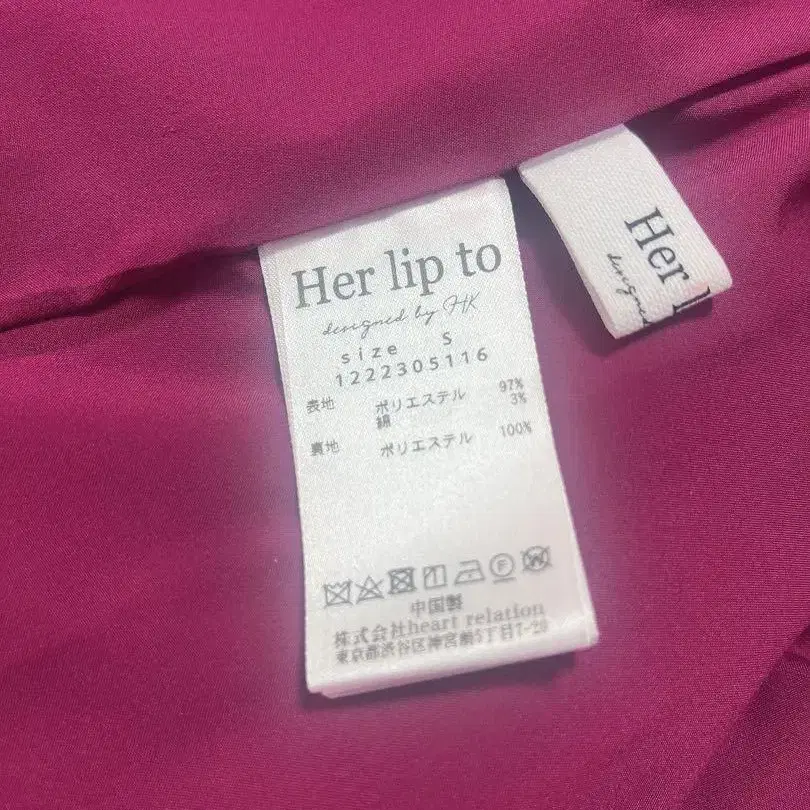 Her lip to
designed by HK
size S
1222305116
表地 ポリエステル 97%
綿 3%
裏地 ポリエステル 100%
中国製
株式会社heart relation
東京都渋谷区神宮前5丁目7-20
Her l
designed